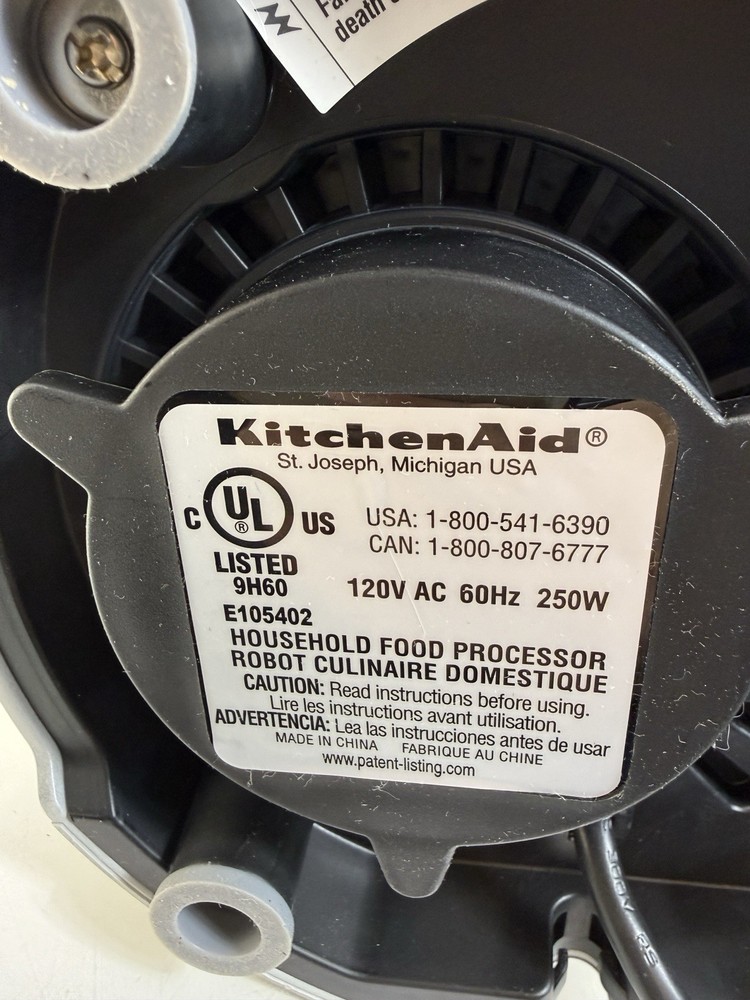 death
KitchenAid®
St. Joseph, Michigan USA
C UL® US
LISTED
9H60
E105402
USA: 1-800-541-6390
CAN: 1-800-807-6777
120V AC 60Hz 250W
HOUSEHOLD FOOD PROCESSOR
ROBOT CULINAIRE DOMESTIQUE
CAUTION: Read instructions before using.
Lire les instructions avant utilisation.
ADVERTENCIA: Lea las instrucciones antes de usar
MADE IN CHINA FABRIQUE AU CHINE
www.patent-listing.com